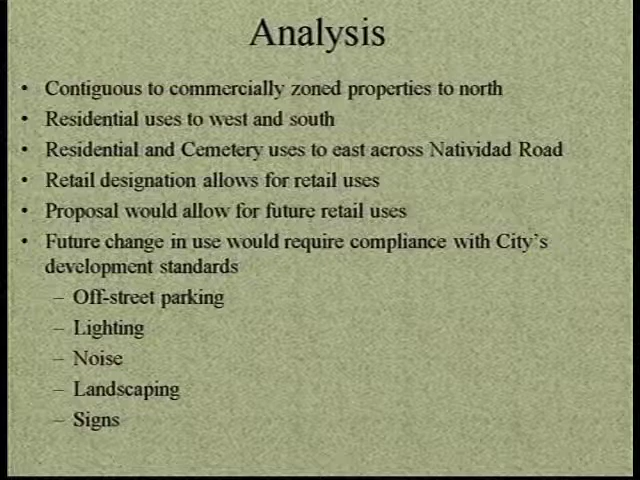 Analysis
• Contiguous to commercially zoned properties to north
• Residential uses to west and south
• Residential and Cemetery uses to east across Natividad Road
• Retail designation allows for retail uses
• Proposal would allow for future retail uses
• Future change in use would require compliance with City's
development standards
– Off-street parking
– Lighting
– Noise
– Landscaping
– Signs